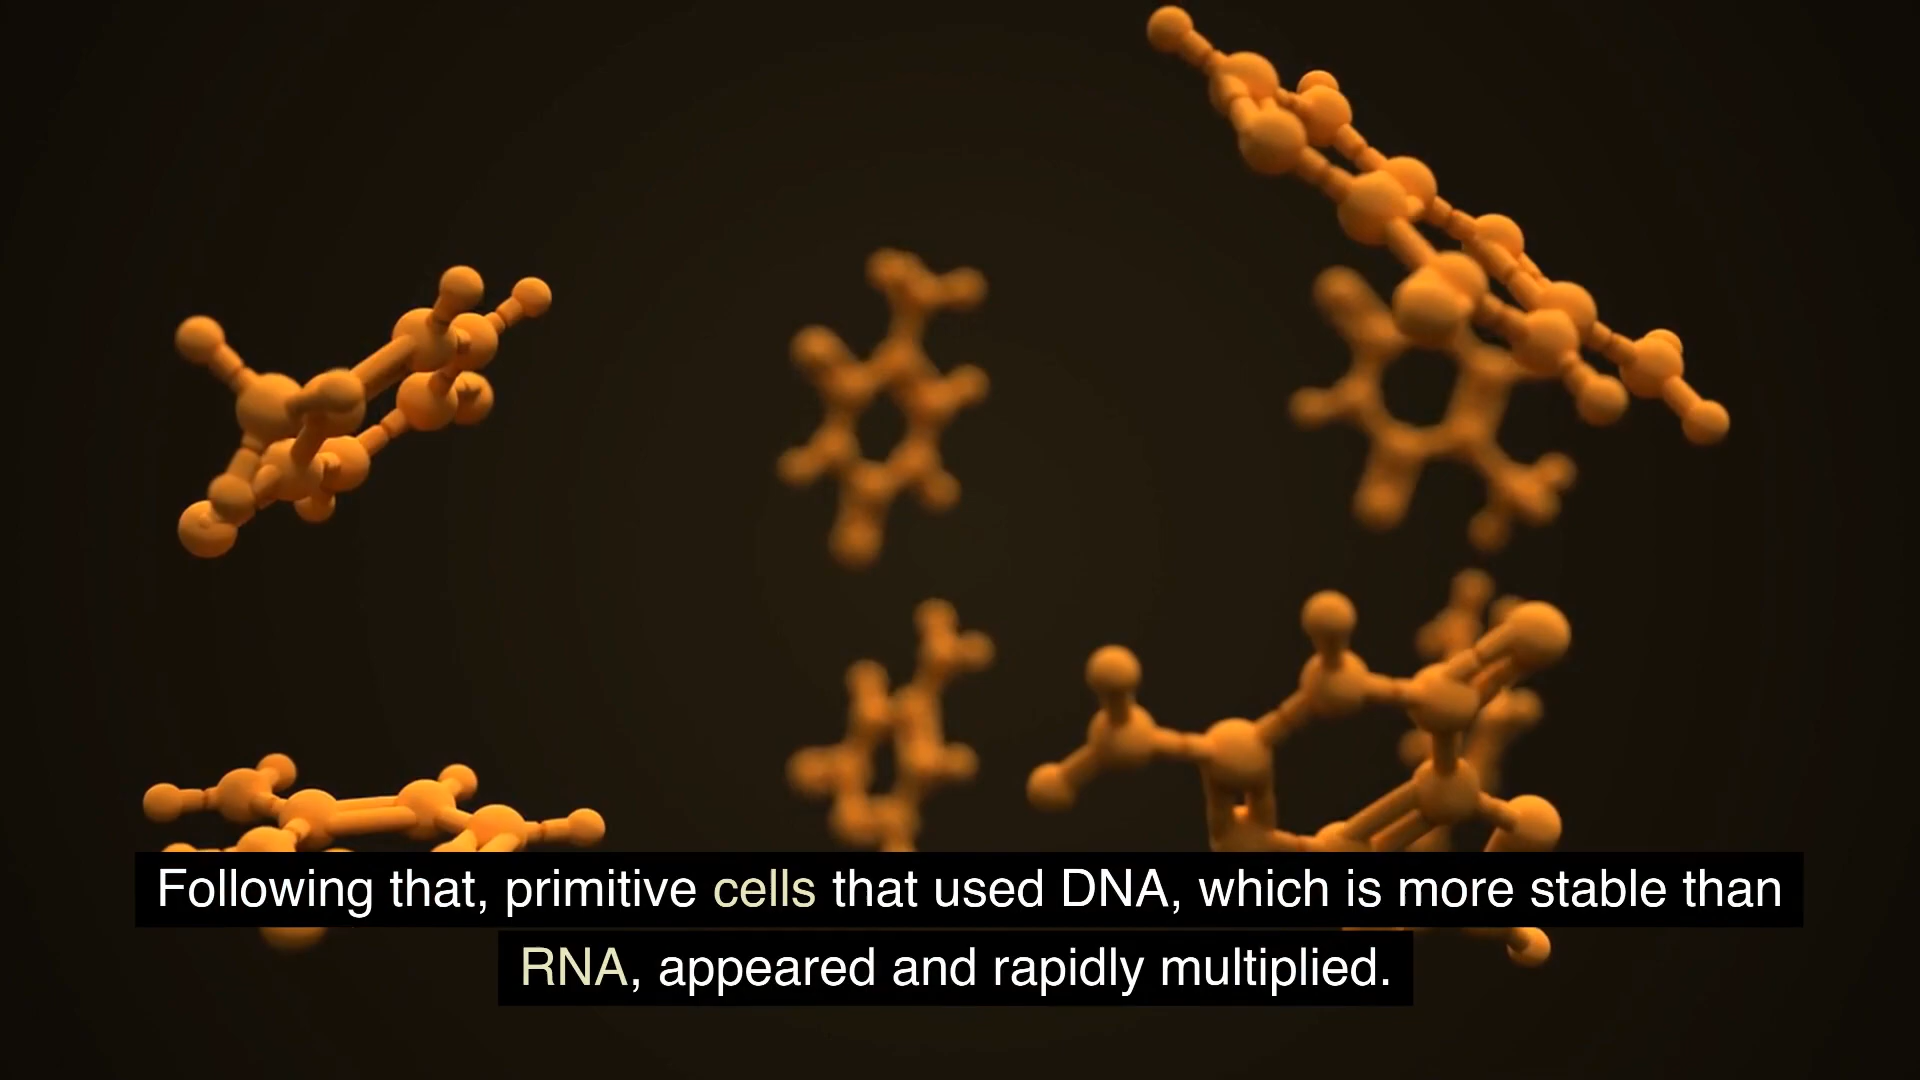 Following that, primitive cells that used DNA, which is more stable than
RNA, appeared and rapidly multiplied.